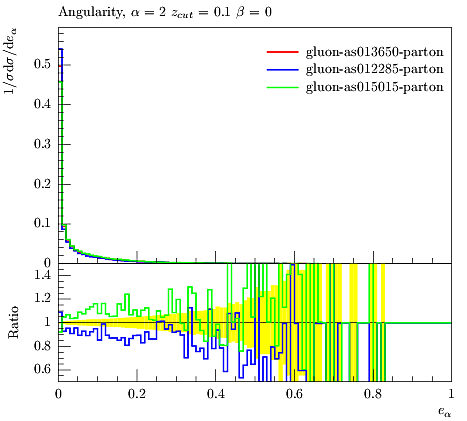 Angularity, α = 2 z_cut = 0.1 β = 0
1/σ dσ/de_α
gluon-as013650-parton
gluon-as012285-parton
gluon-as015015-parton
0.5
0.4
0.3
0.2
0.1
0
Ratio
1.4
1.2
1
0.8
0.6
0 0.2 0.4 0.6 0.8 1
e_α